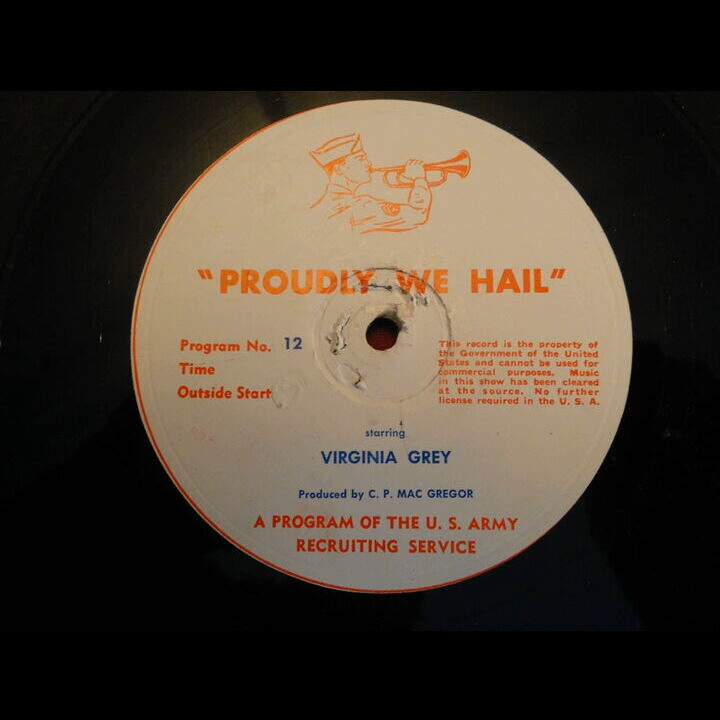 "PROUDLY WE HAIL"
Program No. 12
Time
Outside Start
This record is the property of
the Government of the United
States and cannot be used for
commercial purposes. Music
in this show has been cleared
at the source. No further
license required in the U. S. A.
starring
VIRGINIA GREY
Produced by C. P. MAC GREGOR
A PROGRAM OF THE U. S. ARMY
RECRUITING SERVICE